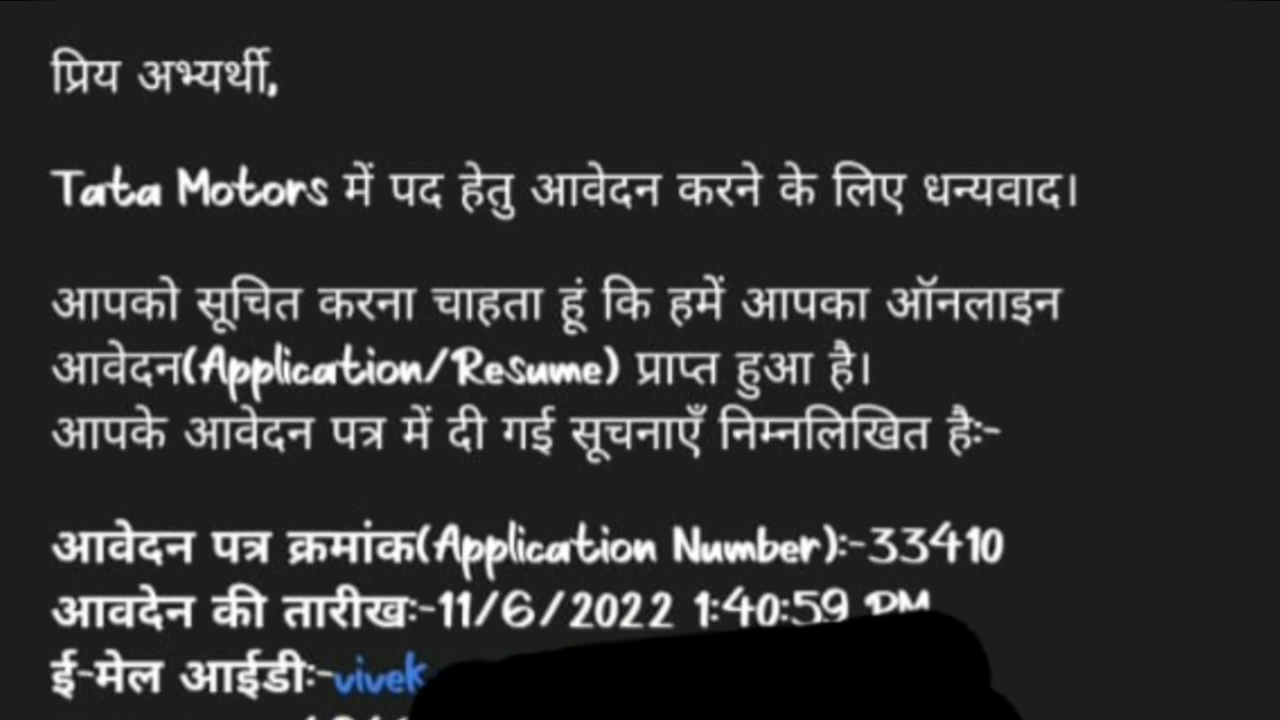 प्रिय अभ्यर्थी,
Tata Motors में पद हेतु आवेदन करने के लिए धन्यवाद।
आपको सूचित करना चाहता हूं कि हमें आपका ऑनलाइन
आवेदन(Application/Resume) प्राप्त हुआ है।
आपके आवेदन पत्र में दी गई सूचनाएँ निम्नलिखित हैः-
आवेदन पत्र क्रमांक(Application Number):-33410
आवदेन की तारीखः-11/6/2022 1:40:59 PM
ई-मेल आईडीः-vivek